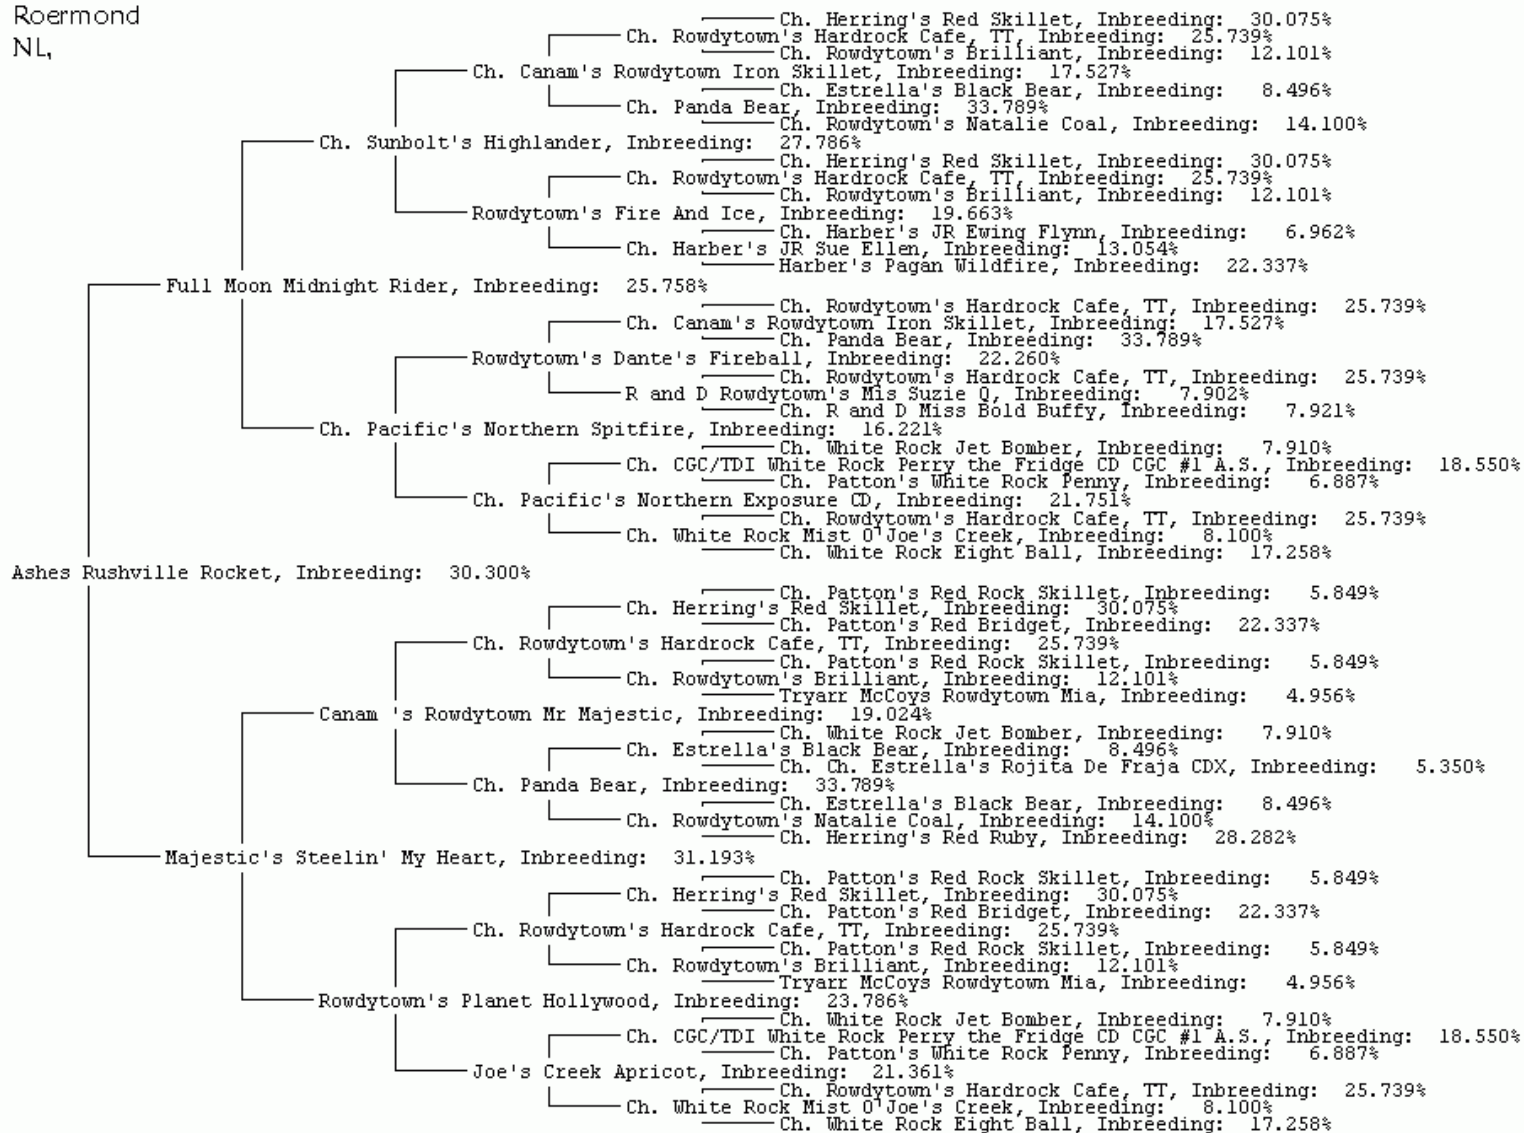 Roermond
NL,
Ch. Herring's Red Skillet, Inbreeding: 30.075%
Ch. Rowdytown's Hardrock Cafe, TT, Inbreeding: 25.739%
Ch. Rowdytown's Brilliant, Inbreeding: 12.101%
Ch. Canam's Rowdytown Iron Skillet, Inbreeding: 17.527%
Ch. Estrella's Black Bear, Inbreeding: 8.496%
Ch. Panda Bear, Inbreeding: 33.789%
Ch. Rowdytown's Natalie Coal, Inbreeding: 14.100%
Ch. Sunbolt's Highlander, Inbreeding: 27.786%
Ch. Herring's Red Skillet, Inbreeding: 30.075%
Ch. Rowdytown's Hardrock Cafe, TT, Inbreeding: 25.739%
Ch. Rowdytown's Brilliant, Inbreeding: 12.101%
Rowdytown's Fire And Ice, Inbreeding: 19.663%
Ch. Harber's JR Ewing Flynn, Inbreeding: 6.962%
Ch. Harber's JR Sue Ellen, Inbreeding: 13.054%
Harber's Pagan Wildfire, Inbreeding: 22.337%
Full Moon Midnight Rider, Inbreeding: 25.758%
Ch. Rowdytown's Hardrock Cafe, TT, Inbreeding: 25.739%
Ch. Canam's Rowdytown Iron Skillet, Inbreeding: 17.527%
Ch. Panda Bear, Inbreeding: 33.789%
Rowdytown's Dante's Fireball, Inbreeding: 22.260%
Ch. Rowdytown's Hardrock Cafe, TT, Inbreeding: 25.739%
R and D Rowdytown's Mis Suzie Q, Inbreeding: 7.902%
Ch. R and D Miss Bold Buffy, Inbreeding: 7.921%
Ch. Pacific's Northern Spitfire, Inbreeding: 16.221%
Ch. White Rock Jet Bomber, Inbreeding: 7.910%
Ch. CGC/TDI White Rock Perry the Fridge CD CGC #1 A.S., Inbreeding: 18.550%
Ch. Patton's White Rock Penny, Inbreeding: 6.887%
Ch. Pacific's Northern Exposure CD, Inbreeding: 21.751%
Ch. Rowdytown's Hardrock Cafe, TT, Inbreeding: 25.739%
Ch. White Rock Mist O'Joe's Creek, Inbreeding: 8.100%
Ch. White Rock Eight Ball, Inbreeding: 17.258%
Ashes Rushville Rocket, Inbreeding: 30.300%
Ch. Patton's Red Rock Skillet, Inbreeding: 5.849%
Ch. Herring's Red Skillet, Inbreeding: 30.075%
Ch. Patton's Red Bridget, Inbreeding: 22.337%
Ch. Rowdytown's Hardrock Cafe, TT, Inbreeding: 25.739%
Ch. Patton's Red Rock Skillet, Inbreeding: 5.849%
Ch. Rowdytown's Brilliant, Inbreeding: 12.101%
Tryarr McCoys Rowdytown Mia, Inbreeding: 4.956%
Canam 's Rowdytown Mr Majestic, Inbreeding: 19.024%
Ch. White Rock Jet Bomber, Inbreeding: 7.910%
Ch. Estrella's Black Bear, Inbreeding: 8.496%
Ch. Ch. Estrella's Rojita De Fraja CDX, Inbreeding: 5.350%
Ch. Panda Bear, Inbreeding: 33.789%
Ch. Estrella's Black Bear, Inbreeding: 8.496%
Ch. Rowdytown's Natalie Coal, Inbreeding: 14.100%
Ch. Herring's Red Ruby, Inbreeding: 28.282%
Majestic's Steelin' My Heart, Inbreeding: 31.193%
Ch. Patton's Red Rock Skillet, Inbreeding: 5.849%
Ch. Herring's Red Skillet, Inbreeding: 30.075%
Ch. Patton's Red Bridget, Inbreeding: 22.337%
Ch. Rowdytown's Hardrock Cafe, TT, Inbreeding: 25.739%
Ch. Patton's Red Rock Skillet, Inbreeding: 5.849%
Ch. Rowdytown's Brilliant, Inbreeding: 12.101%
Tryarr McCoys Rowdytown Mia, Inbreeding: 4.956%
Rowdytown's Planet Hollywood, Inbreeding: 23.786%
Ch. White Rock Jet Bomber, Inbreeding: 7.910%
Ch. CGC/TDI White Rock Perry the Fridge CD CGC #1 A.S., Inbreeding: 18.550%
Ch. Patton's White Rock Penny, Inbreeding: 6.887%
Joe's Creek Apricot, Inbreeding: 21.361%
Ch. Rowdytown's Hardrock Cafe, TT, Inbreeding: 25.739%
Ch. White Rock Mist O'Joe's Creek, Inbreeding: 8.100%
Ch. White Rock Eight Ball, Inbreeding: 17.258%